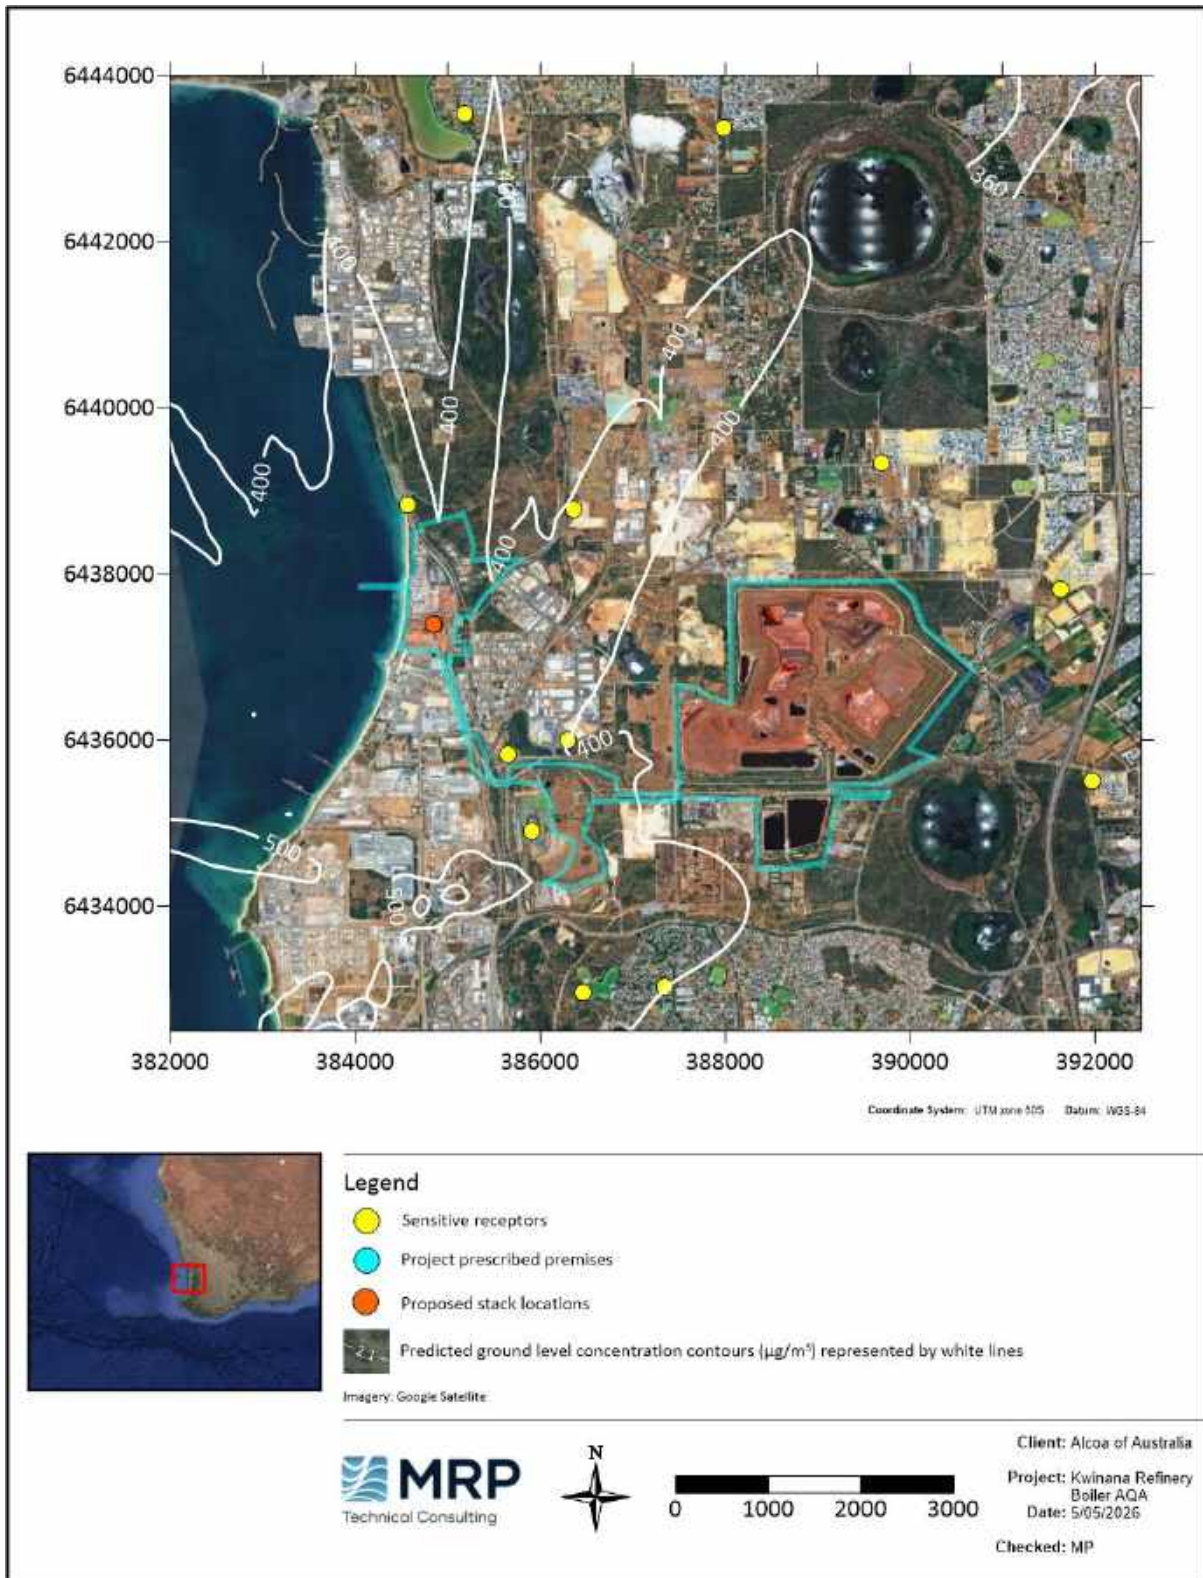 6444000
400
360
6442000
400
400
400
6440000
400
400
400
6438000
6436000
400
500
500
6434000
382000 384000 386000 388000 390000 392000
Coordinate System: UTM zone 50S Datum: WGS-84
Legend
Sensitive receptors
Project prescribed premises
Proposed stack locations
Predicted ground level concentration contours (µg/m³) represented by white lines
Imagery: Google Satellite
MRP
Technical Consulting
N
0 1000 2000 3000
Client: Alcoa of Australia
Project: Kwinana Refinery
Boiler AQA
Date: 5/05/2026
Checked: MP